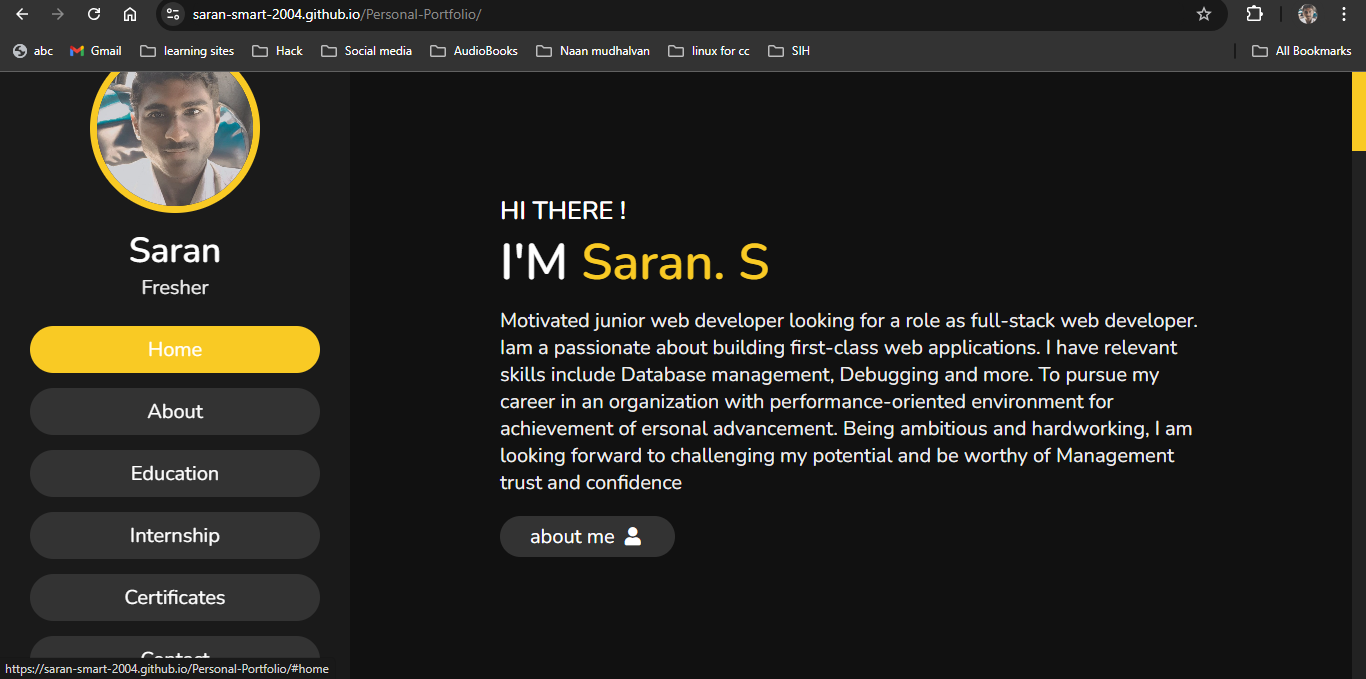 saran-smart-2004.github.io/Personal-Portfolio/
abc Gmail learning sites Hack Social media AudioBooks Naan mudhalvan linux for cc SIH All Bookmarks
Saran
Fresher
Home
About
Education
Internship
Certificates
Contact
HI THERE !
I'M Saran. S
Motivated junior web developer looking for a role as full-stack web developer.
Iam a passionate about building first-class web applications. I have relevant
skills include Database management, Debugging and more. To pursue my
career in an organization with performance-oriented environment for
achievement of ersonal advancement. Being ambitious and hardworking, I am
looking forward to challenging my potential and be worthy of Management
trust and confidence
about me
https://saran-smart-2004.github.io/Personal-Portfolio/#home